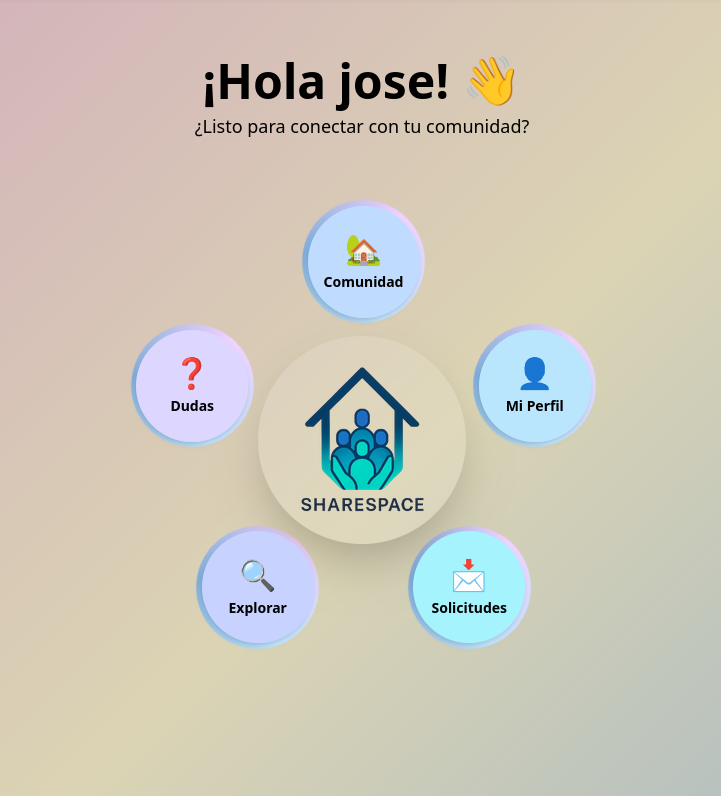 ¡Hola jose! 👋
¿Listo para conectar con tu comunidad?
Comunidad
Dudas
Mi Perfil
SHARESPACE
Explorar
Solicitudes